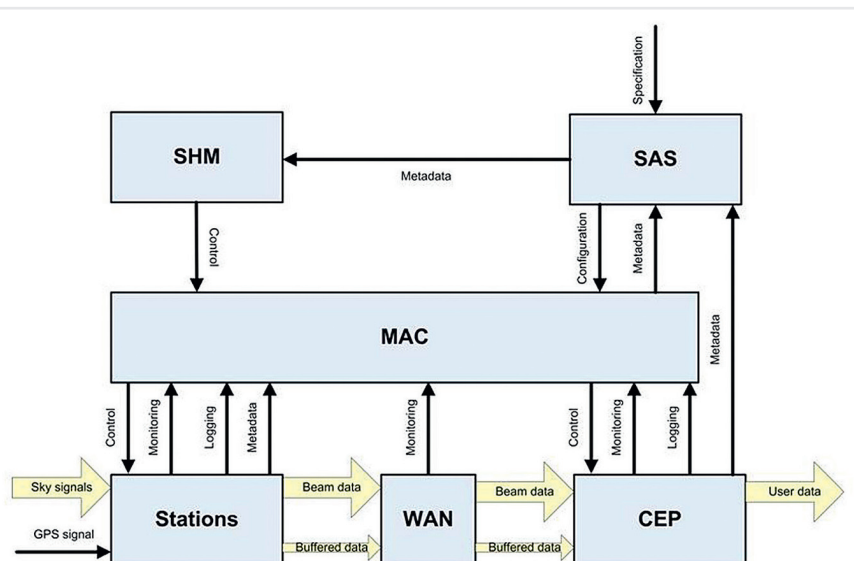 Specification
SHM
SAS
Metadata
Control
Configuration
Metadata
Metadata
MAC
Control
Monitoring
Logging
Metadata
Monitoring
Control
Monitoring
Logging
Sky signals
Beam data
Beam data
User data
Stations
WAN
CEP
GPS signal
Buffered data
Buffered data